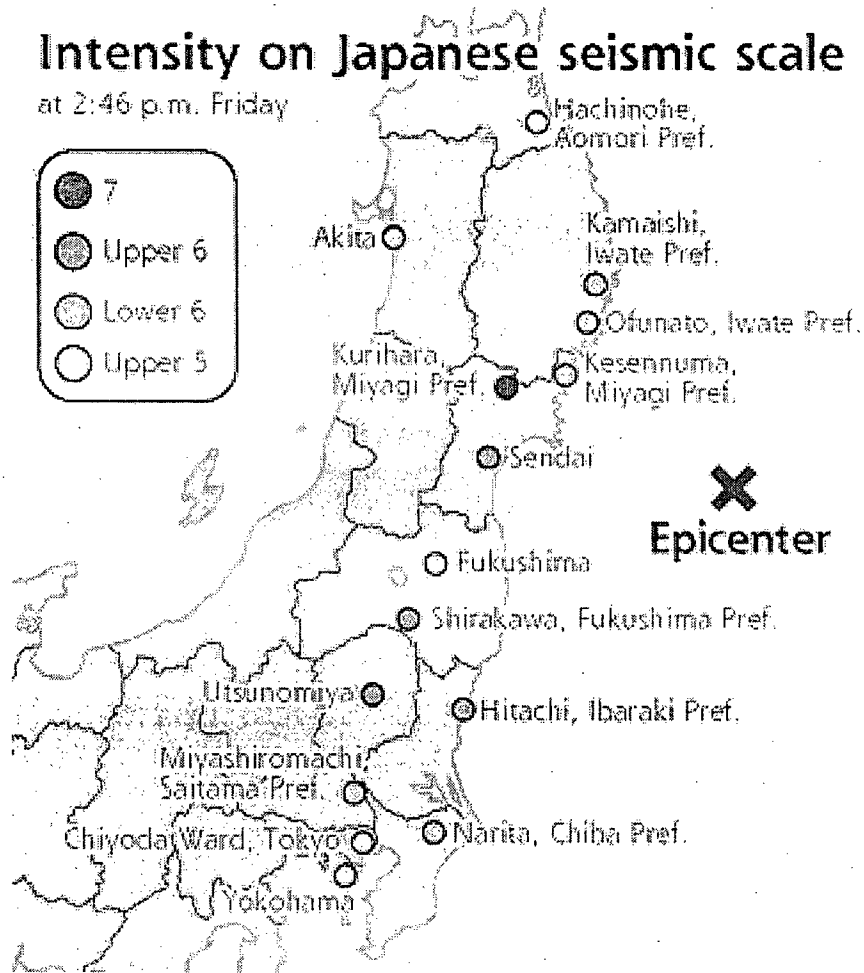 Intensity on Japanese seismic scale
at 2:46 p.m. Friday
7
Upper 6
Lower 6
Upper 5
Hachinohe,
Aomori Pref.
Akita
Kamaishi,
Iwate Pref.
Ofunato, Iwate Pref.
Kurihara,
Miyagi Pref.
Kesennuma,
Miyagi Pref.
Sendai
Epicenter
Fukushima
Shirakawa, Fukushima Pref.
Utsunomiya
Hitachi, Ibaraki Pref.
Miyashiromachi,
Saitama Pref.
Chiyoda Ward, Tokyo
Narita, Chiba Pref.
Yokohama